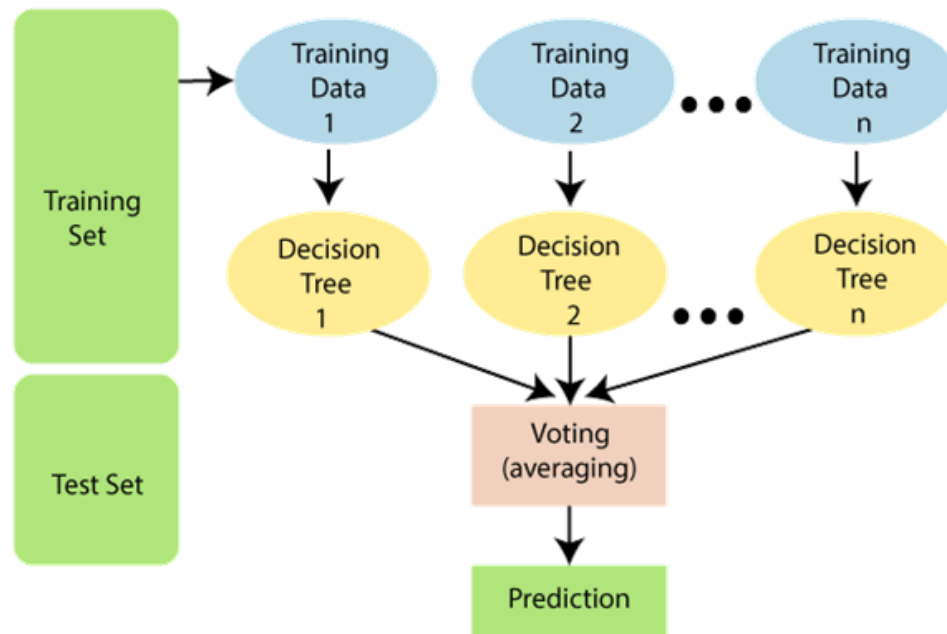 Training
Set
Test Set
Training
Data
1
Training
Data
2
Training
Data
n
Decision
Tree
1
Decision
Tree
2
Decision
Tree
n
Voting
(averaging)
Prediction